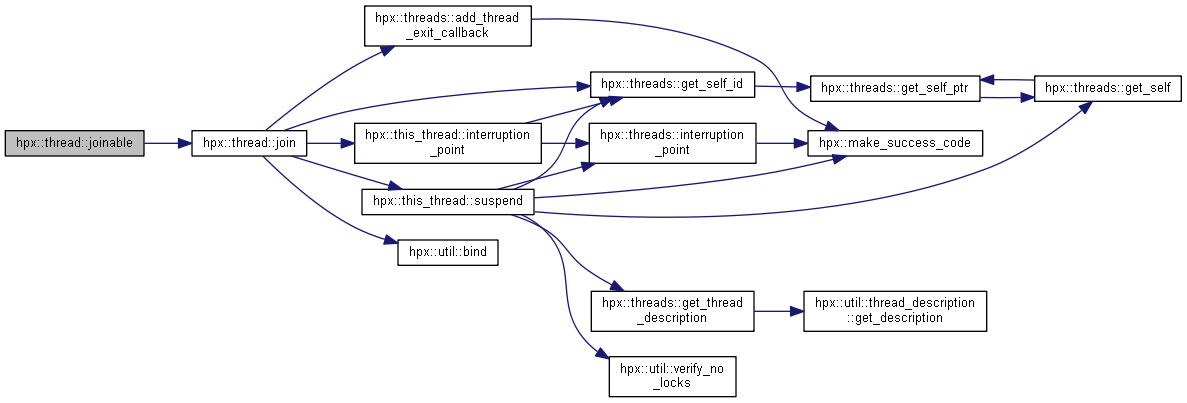 hpx::threads::add_thread
_exit_callback
hpx::threads::get_self_id
hpx::threads::get_self_ptr
hpx::threads::get_self
hpx::thread::joinable
hpx::thread::join
hpx::this_thread::interruption
_point
hpx::threads::interruption
_point
hpx::make_success_code
hpx::this_thread::suspend
hpx::util::bind
hpx::threads::get_thread
_description
hpx::util::thread_description
::get_description
hpx::util::verify_no
_locks